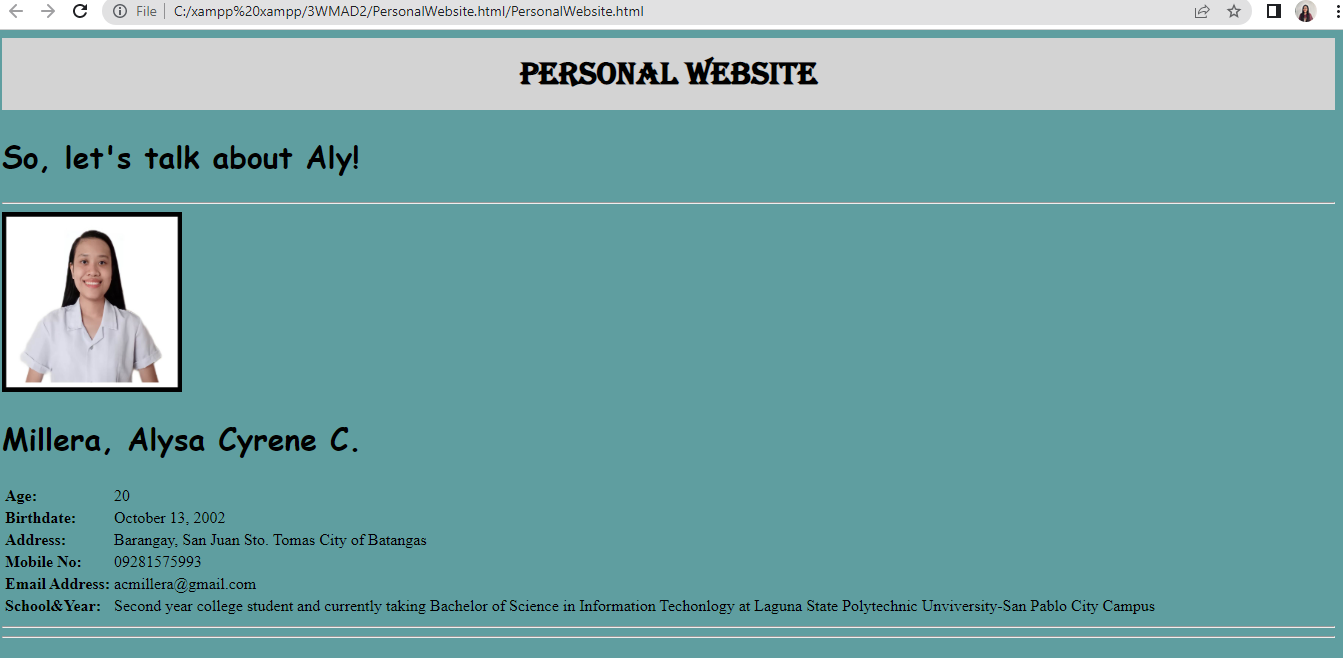 File
C:/xampp%20xampp/3WMAD2/PersonalWebsite.html/PersonalWebsite.html
PERSONAL WEBSITE
So, let's talk about Aly!
Millera, Alysa Cyrene C.
Age: 20
Birthdate: October 13, 2002
Address: Barangay, San Juan Sto. Tomas City of Batangas
Mobile No: 09281575993
Email Address: acmillera@gmail.com
School&Year: Second year college student and currently taking Bachelor of Science in Information Techonlogy at Laguna State Polytechnic Unviversity-San Pablo City Campus